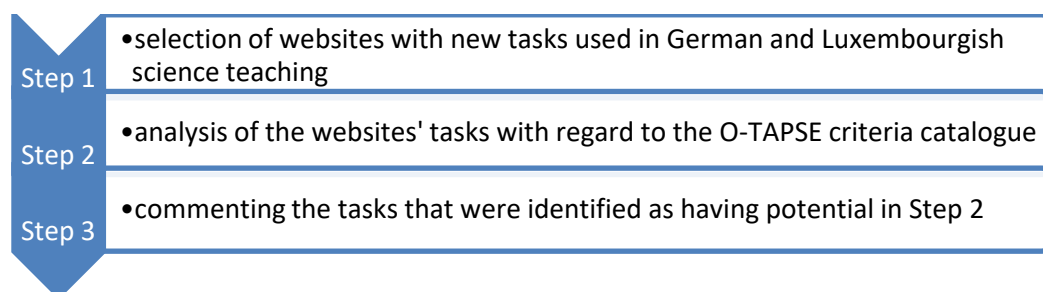 Step 1
•selection of websites with new tasks used in German and Luxembourgish
science teaching
Step 2
•analysis of the websites' tasks with regard to the O-TAPSE criteria catalogue
Step 3
•commenting the tasks that were identified as having potential in Step 2